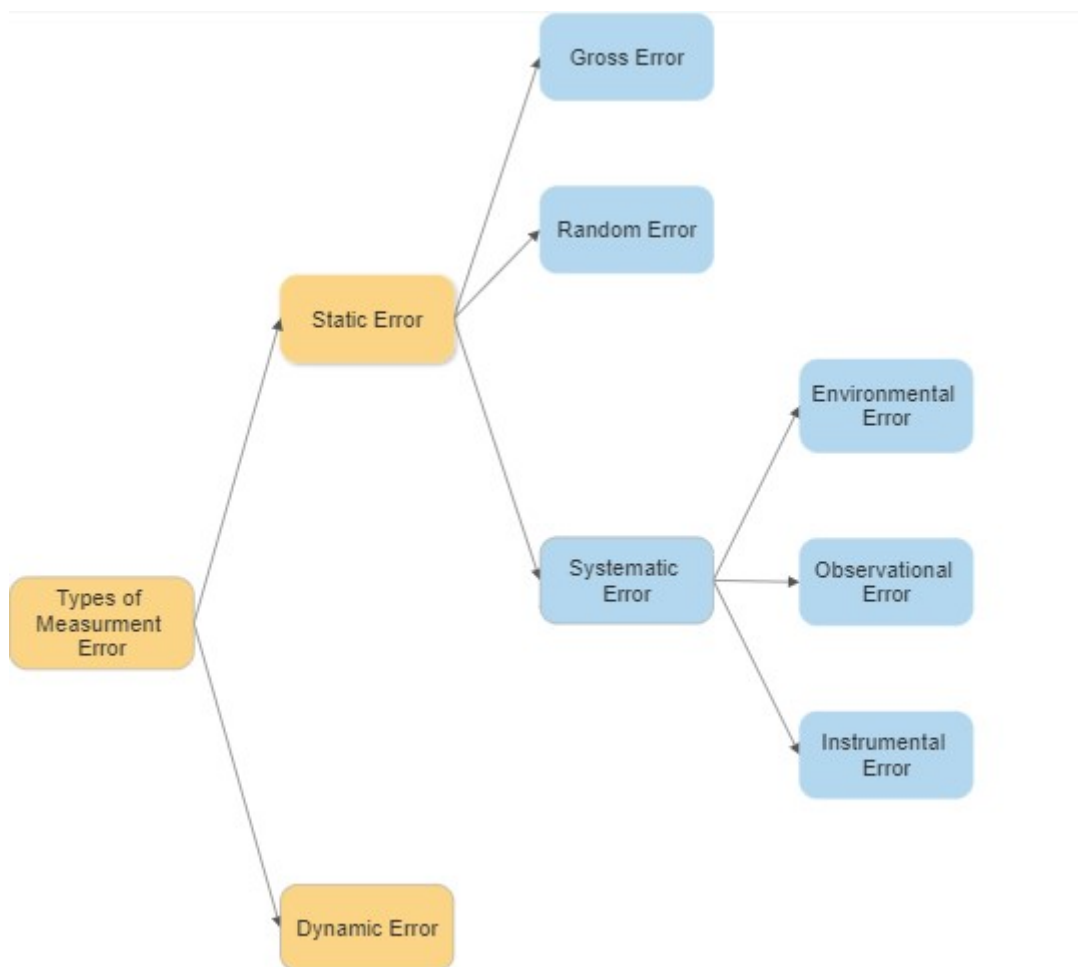 Gross Error
Random Error
Static Error
Environmental
Error
Systematic
Error
Observational
Error
Types of
Measurment
Error
Instrumental
Error
Dynamic Error